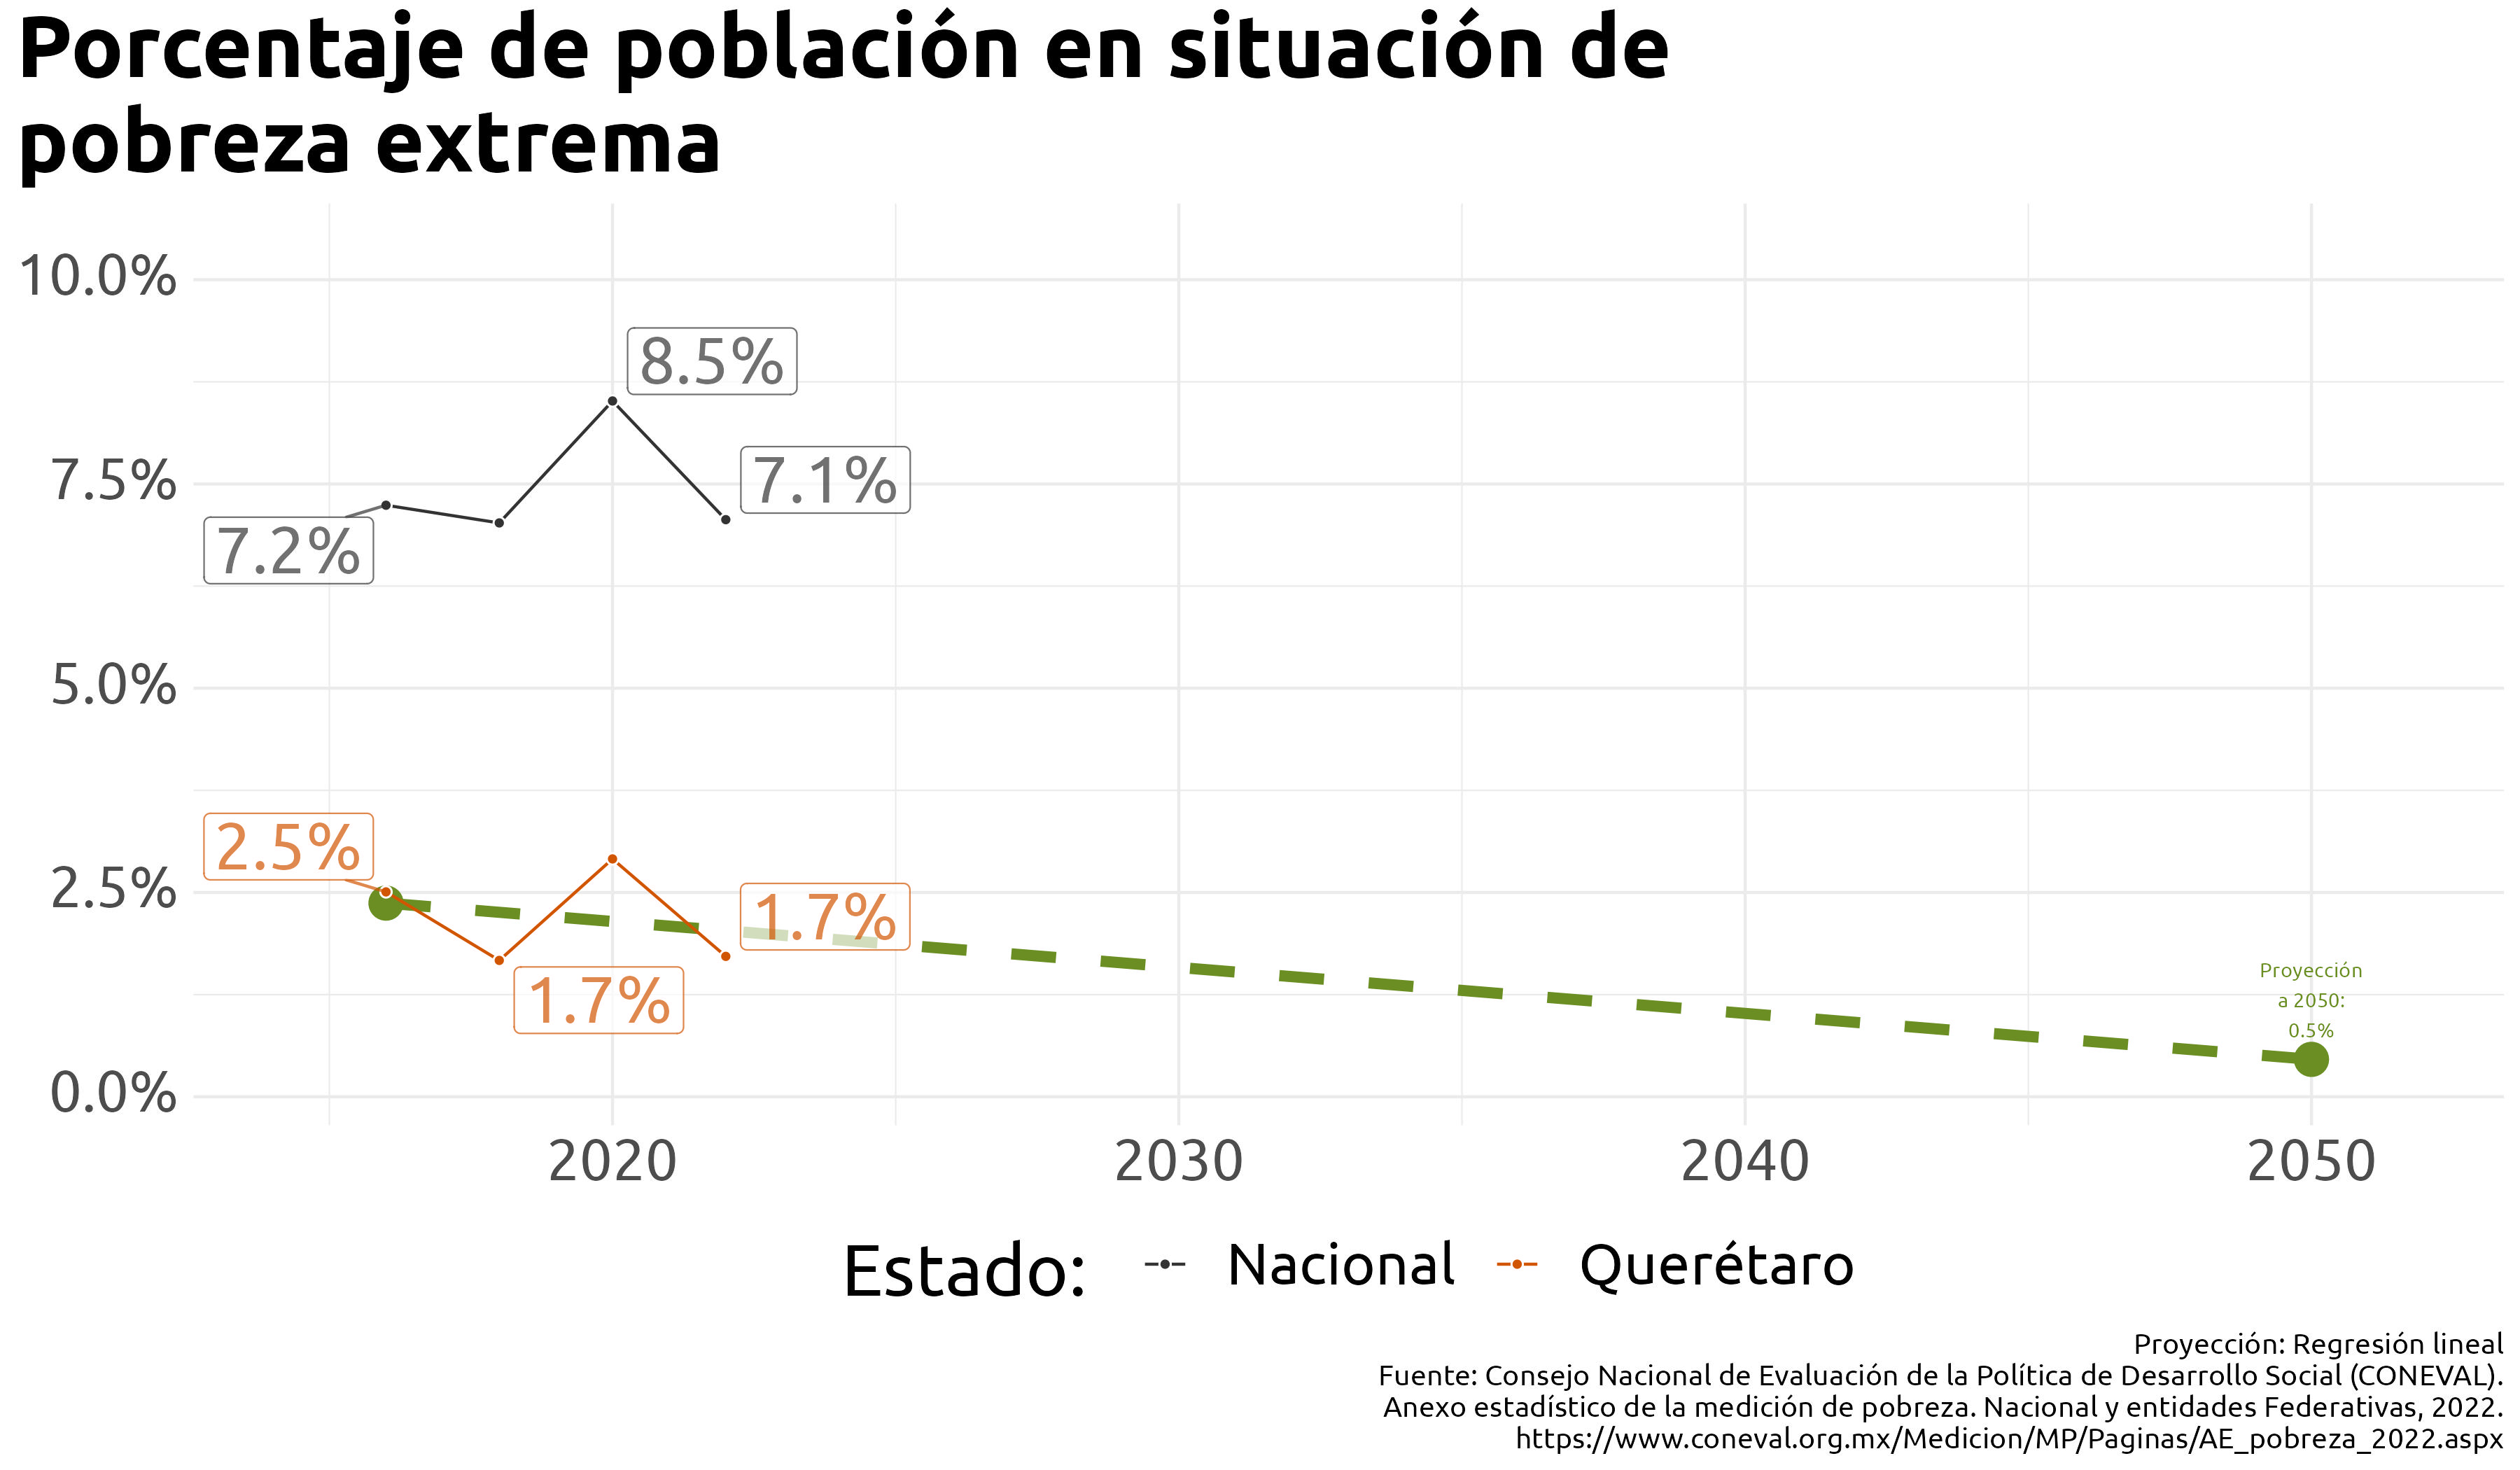 Porcentaje de población en situación de
pobreza extrema
10.0%
7.5%
5.0%
2.5%
0.0%
8.5%
7.1%
7.2%
2.5%
1.7%
1.7%
Proyección
a 2050:
0.5%
2020
2030
2040
2050
Estado:
Nacional
Querétaro
Proyección: Regresión lineal
Fuente: Consejo Nacional de Evaluación de la Política de Desarrollo Social (CONEVAL).
Anexo estadístico de la medición de pobreza. Nacional y entidades Federativas, 2022.
https://www.coneval.org.mx/Medicion/MP/Paginas/AE_pobreza_2022.aspx